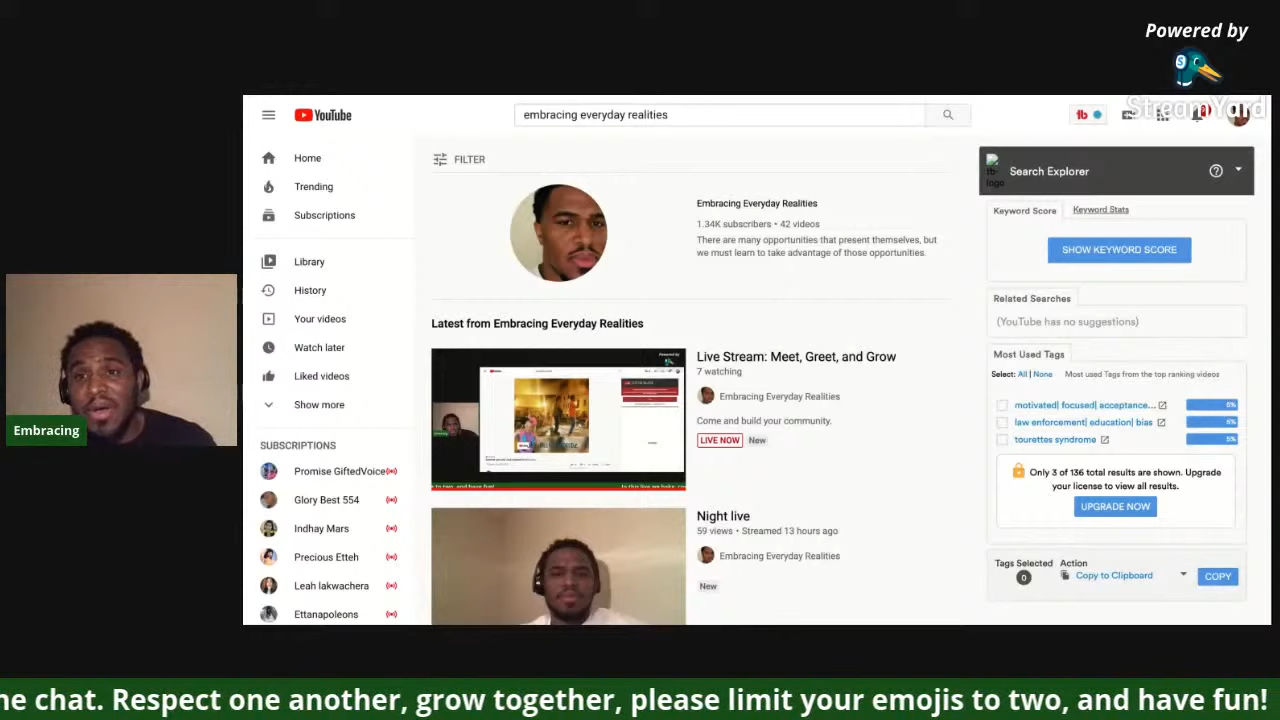 Powered by
StreamYard
YouTube
embracing everyday realities
tb
Home
Trending
Subscriptions
Library
History
Your videos
Watch later
Liked videos
Show more
SUBSCRIPTIONS
Promise GiftedVoice
Glory Best 554
Indhay Mars
Precious Etteh
Leah lakwachera
Ettanapoleons
FILTER
Embracing Everyday Realities
1.34K subscribers • 42 videos
There are many opportunities that present themselves, but
we must learn to take advantage of those opportunities.
Latest from Embracing Everyday Realities
Live Stream: Meet, Greet, and Grow
7 watching
Embracing Everyday Realities
Come and build your community.
LIVE NOW New
Night live
59 views • Streamed 13 hours ago
Embracing Everyday Realities
New
tb-
logo
Search Explorer
Keyword Score Keyword Stats
SHOW KEYWORD SCORE
Related Searches
(YouTube has no suggestions)
Most Used Tags
Select: All | None Most used Tags from the top ranking videos
motivated| focused| acceptance...
law enforcement| education| bias
tourettes syndrome
Only 3 of 136 total results are shown. Upgrade
your license to view all results.
UPGRADE NOW
Tags Selected Action
0 Copy to Clipboard COPY
Embracing
he chat. Respect one another, grow together, please limit your emojis to two, and have fun!